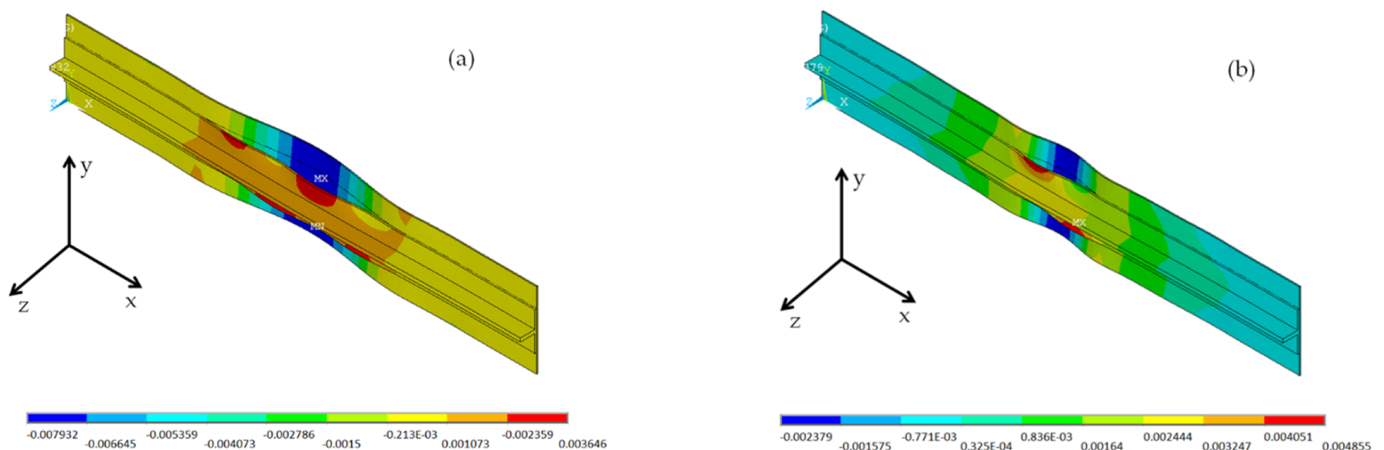 (a)
MX
MN
Z
X
y
z
x
-0.007932 -0.005359 -0.002786 -0.213E-03 -0.002359
-0.006645 -0.004073 -0.0015 0.001073 0.003646
(b)
MX
Y
Z
X
y
z
x
-0.002379 -0.771E-03 0.836E-03 0.002444 0.004051
-0.001575 0.325E-04 0.00164 0.003247 0.004855